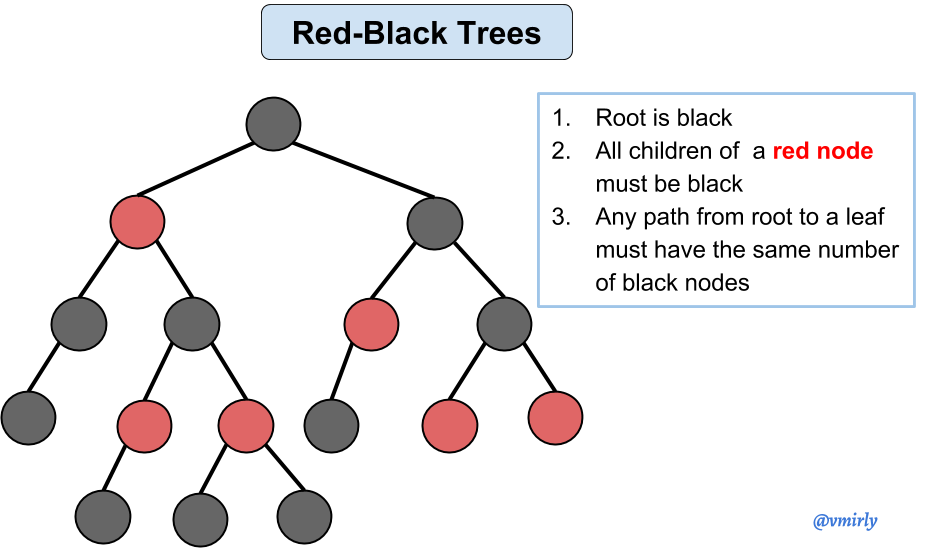 Red-Black Trees
1. Root is black
2. All children of a red node
must be black
3. Any path from root to a leaf
must have the same number
of black nodes
@vmirly